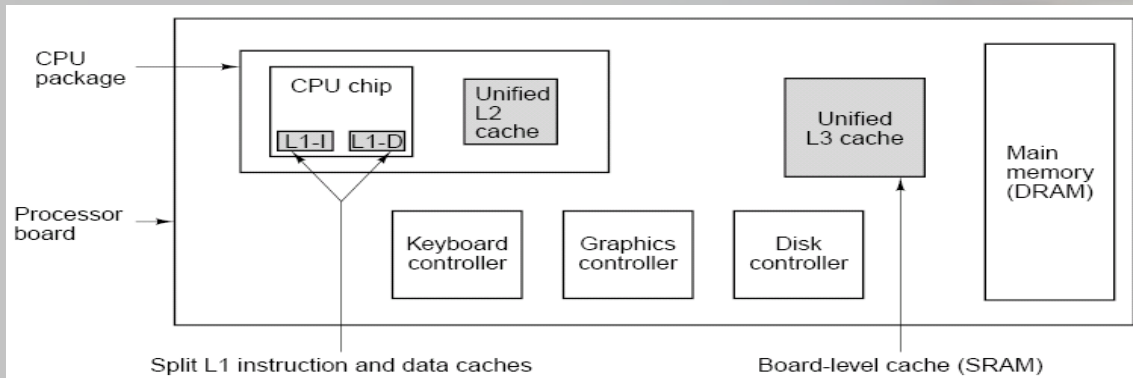 CPU
package
CPU chip
L1-I
L1-D
Unified
L2
cache
Unified
L3 cache
Main
memory
(DRAM)
Processor
board
Keyboard
controller
Graphics
controller
Disk
controller
Split L1 instruction and data caches
Board-level cache (SRAM)